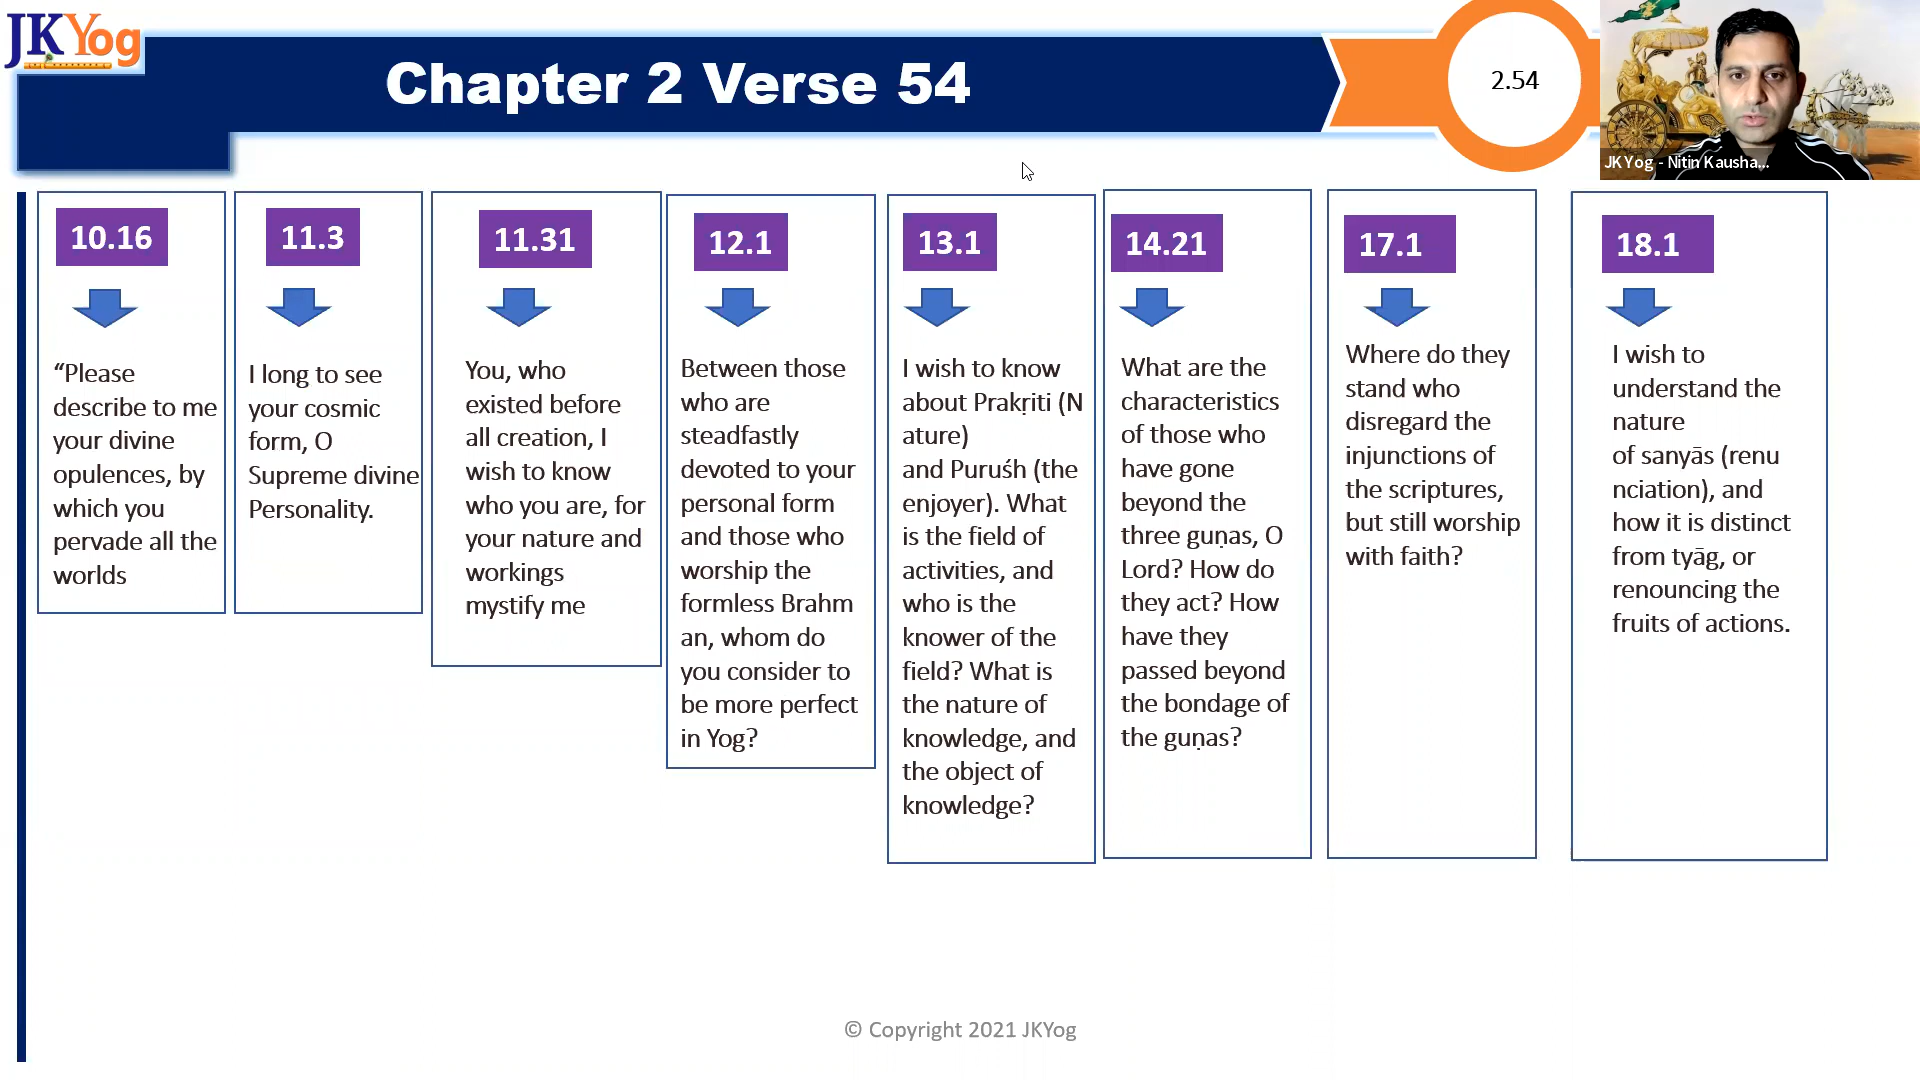 JKYog
Chapter 2 Verse 54
2.54
JK Yog - Nitin Kausha...
10.16
“Please
describe to me
your divine
opulences, by
which you
pervade all the
worlds
11.3
I long to see
your cosmic
form, O
Supreme divine
Personality.
11.31
You, who
existed before
all creation, I
wish to know
who you are, for
your nature and
workings
mystify me
12.1
Between those
who are
steadfastly
devoted to your
personal form
and those who
worship the
formless Brahm
an, whom do
you consider to
be more perfect
in Yog?
13.1
I wish to know
about Prakṛiti (N
ature)
and Puruśh (the
enjoyer). What
is the field of
activities, and
who is the
knower of the
field? What is
the nature of
knowledge, and
the object of
knowledge?
14.21
What are the
characteristics
of those who
have gone
beyond the
three guṇas, O
Lord? How do
they act? How
have they
passed beyond
the bondage of
the guṇas?
17.1
Where do they
stand who
disregard the
injunctions of
the scriptures,
but still worship
with faith?
18.1
I wish to
understand the
nature
of sanyās (renu
nciation), and
how it is distinct
from tyāg, or
renouncing the
fruits of actions.
© Copyright 2021 JKYog